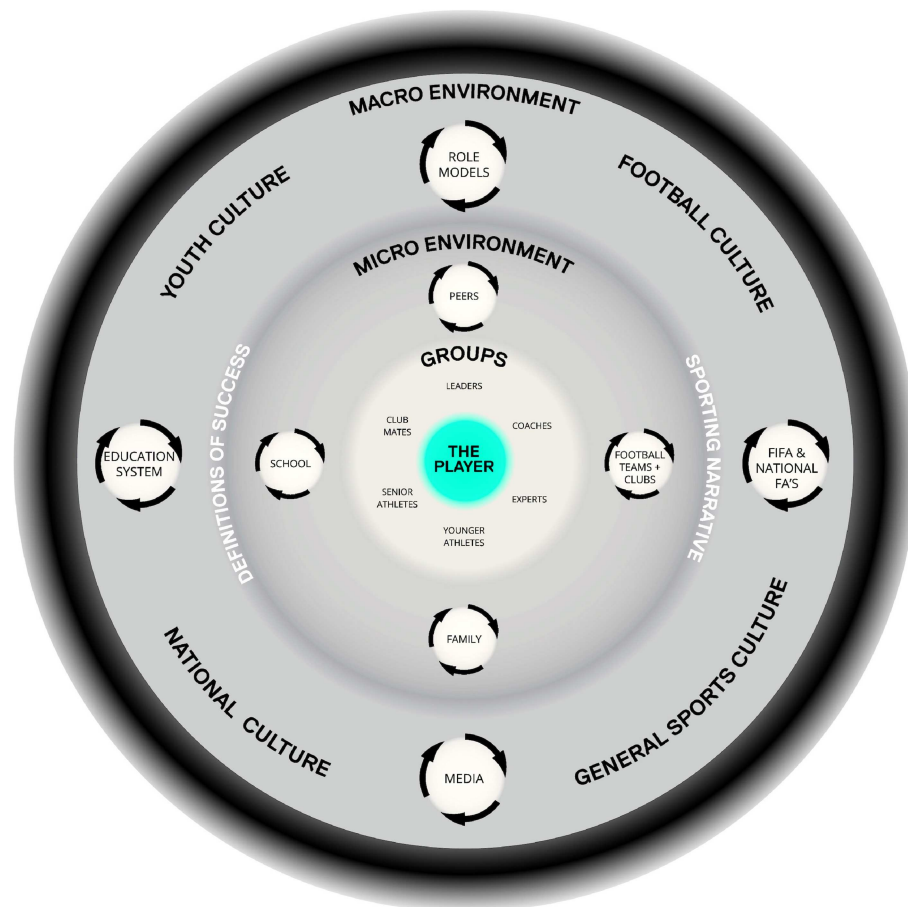 MACRO ENVIRONMENT
ROLE
MODELS
YOUTH CULTURE
FOOTBALL CULTURE
MICRO ENVIRONMENT
PEERS
GROUPS
LEADERS
CLUB
MATES
COACHES
THE
PLAYER
SENIOR
ATHLETES
EXPERTS
YOUNGER
ATHLETES
DEFINITIONS OF SUCCESS
SPORTING NARRATIVE
EDUCATION
SYSTEM
SCHOOL
FOOTBALL
TEAMS +
CLUBS
FIFA &
NATIONAL
FA'S
FAMILY
NATIONAL CULTURE
GENERAL SPORTS CULTURE
MEDIA